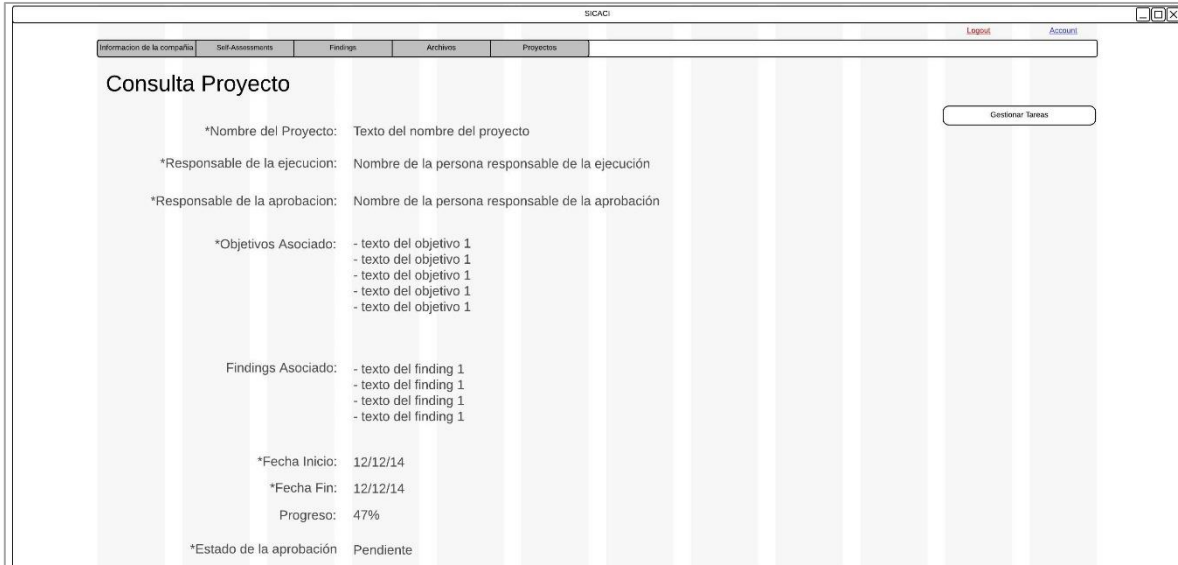 SICACI
Logout Account
Informacion de la compañia Self-Assessments Findings Archivos Proyectos
Consulta Proyecto
Gestionar Tareas
*Nombre del Proyecto: Texto del nombre del proyecto
*Responsable de la ejecucion: Nombre de la persona responsable de la ejecución
*Responsable de la aprobacion: Nombre de la persona responsable de la aprobación
*Objetivos Asociado: - texto del objetivo 1
- texto del objetivo 1
- texto del objetivo 1
- texto del objetivo 1
- texto del objetivo 1
Findings Asociado: - texto del finding 1
- texto del finding 1
- texto del finding 1
- texto del finding 1
*Fecha Inicio: 12/12/14
*Fecha Fin: 12/12/14
Progreso: 47%
*Estado de la aprobación Pendiente